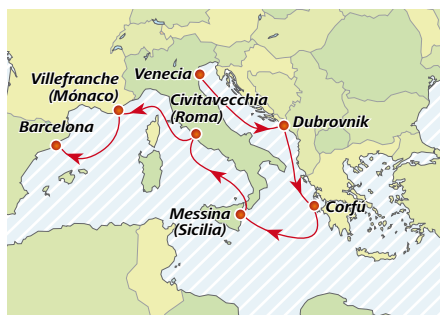 Venecia
Villefranche
(Mónaco)
Civitavecchia
(Roma)
Barcelona
Dubrovnik
Messina
(Sicilia)
Corfú